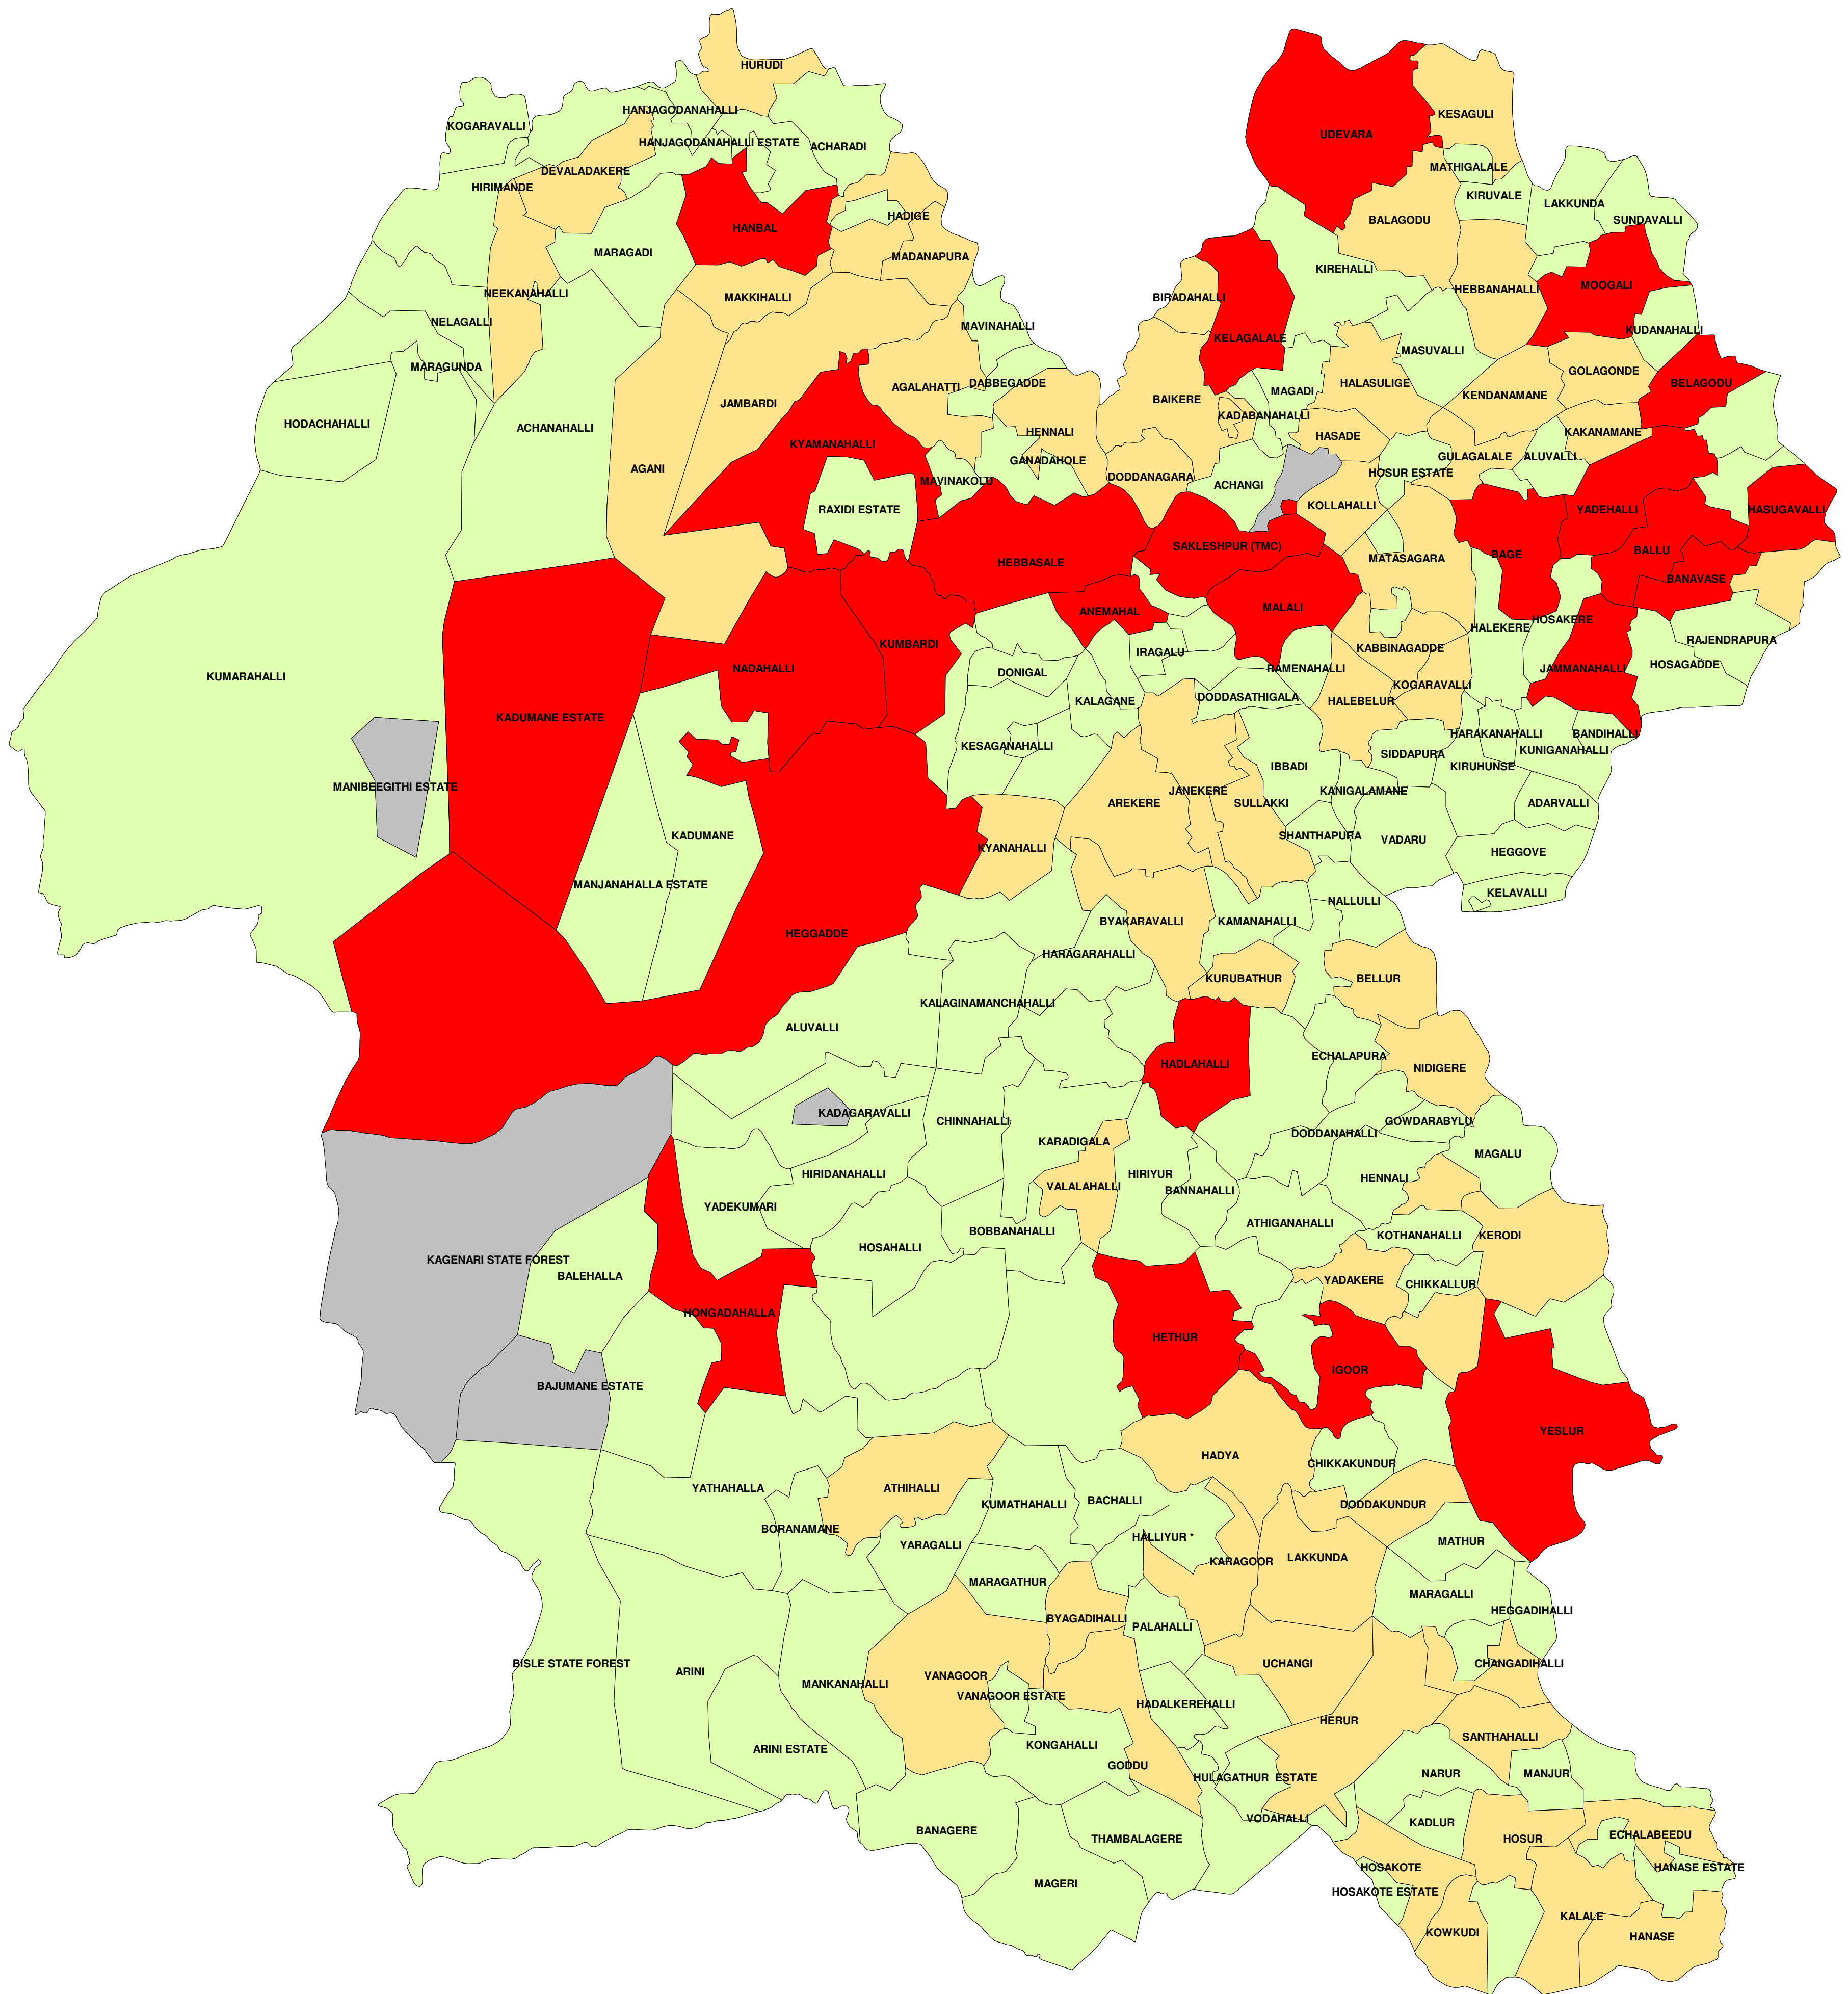 HURUDI
HANJAGODANAHALLI
KOGARAVALLI
UDEVARA
KESAGULI
HANJAGODANAHALLI ESTATE
ACHARADI
DEVALADAKERE
MATHIGALALE
HIRIMANDE
KIRUVALE
LAKKUNDA
HADIGE
BALAGODU
SUNDAVALLI
HANBAL
MARAGADI
MADANAPURA
KIREHALLI
MOOGALI
NEEKANAHALLI
MAKKIHALLI
BIRADAHALLI
HEBBANAHALLI
NELAGALLI
MAVINAHALLI
KUDANAHALLI
KELAGALALE
MASUVALLI
MARAGUNDA
GOLAGONDE
AGALAHATTI
DABBEGADDE
HALASULIGE
BELAGODU
MAGADI
KENDANAMANE
JAMBARDI
BAIKERE
KADABANAHALLI
HODACHAHALLI
ACHANAHALLI
HENNALI
KAKANAMANE
KYAMANAHALLI
HASADE
GULAGALALE
ALUVALLI
GANADAHOLE
AGANI
HOSUR ESTATE
DODDANAGARA
MAVINAKOLU
ACHANGI
KOLLAHALLI
RAXIDI ESTATE
YADEHALLI
HASUGAVALLI
SAKLESHPUR (TMC)
BALLU
BAGE
HEBBASALE
MATASAGARA
BANAVASE
ANEMAHAL
MALALI
HOSAKERE
HALEKERE
RAJENDRAPURA
KUMBARDI
KABBINAGADDE
IRAGALU
HOSAGADDE
NADAHALLI
RAMENAHALLI
JAMMANAHALLI
DONIGAL
KUMARAHALLI
KOGARAVALLI
DODDASATHIGALA
KALAGANE
HALEBELUR
KADUMANE ESTATE
HARAKANAHALLI
BANDIHALLI
KESAGANAHALLI
KUNIGANAHALLI
SIDDAPURA
IBBADI
KIRUHUNSE
MANIBEEGITHI ESTATE
JANEKERE
KANIGALAMANE
AREKERE
SULLAKKI
ADARVALLI
KADUMANE
SHANTHAPURA
VADARU
KYANAHALLI
HEGGOVE
MANJANAHALLA ESTATE
KELAVALLI
NALLULLI
BYAKARAVALLI
KAMANAHALLI
HEGGADDE
HARAGARAHALLI
KURUBATHUR
BELLUR
KALAGINAMANCHAHALLI
ALUVALLI
ECHALAPURA
HADLAHALLI
NIDIGERE
KADAGARAVALLI
CHINNAHALLI
GOWDARABYLU
DODDANAHALLI
KARADIGALA
MAGALU
HIRIDANAHALLI
HIRIYUR
HENNALI
VALALAHALLI
BANNAHALLI
YADEKUMARI
ATHIGANAHALLI
BOBBANAHALLI
KOTHANAHALLI
KERODI
HOSAHALLI
KAGENARI STATE FOREST
BALEHALLA
YADAKERE
CHIKKALLUR
HONGADAHALLA
HETHUR
IGOOR
BAJUMANE ESTATE
YESLUR
HADYA
CHIKKAKUNDUR
YATHAHALLA
ATHIHALLI
BACHALLI
KUMATHAHALLI
DODDAKUNDUR
BORANAMANE
HALLIYUR *
MATHUR
YARAGALLI
LAKKUNDA
KARAGOOR
MARAGATHUR
MARAGALLI
HEGGADIHALLI
BYAGADIHALLI
PALAHALLI
BISLE STATE FOREST
UCHANGI
CHANGADIHALLI
ARINI
VANAGOOR
MANKANAHALLI
VANAGOOR ESTATE
HADALKEREHALLI
HERUR
SANTHAHALLI
KONGAHALLI
ARINI ESTATE
GODDU
NARUR
MANJUR
HULAGATHUR ESTATE
VODAHALLI
KADLUR
BANAGERE
THAMBALAGERE
HOSUR
ECHALABEEDU
HOSAKOTE
HANASE ESTATE
MAGERI
HOSAKOTE ESTATE
KALALE
KOWKUDI
HANASE